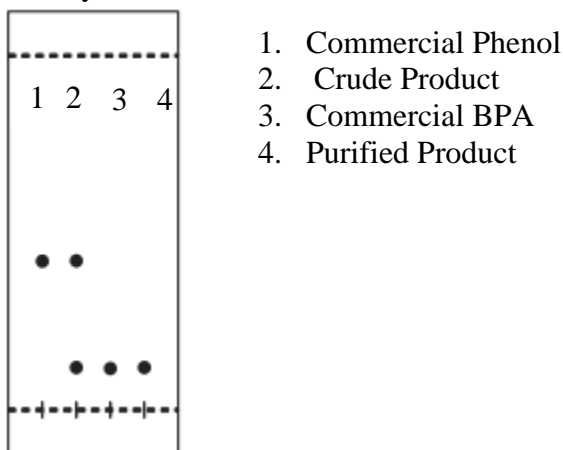 1 2 3 4
1. Commercial Phenol
2. Crude Product
3. Commercial BPA
4. Purified Product